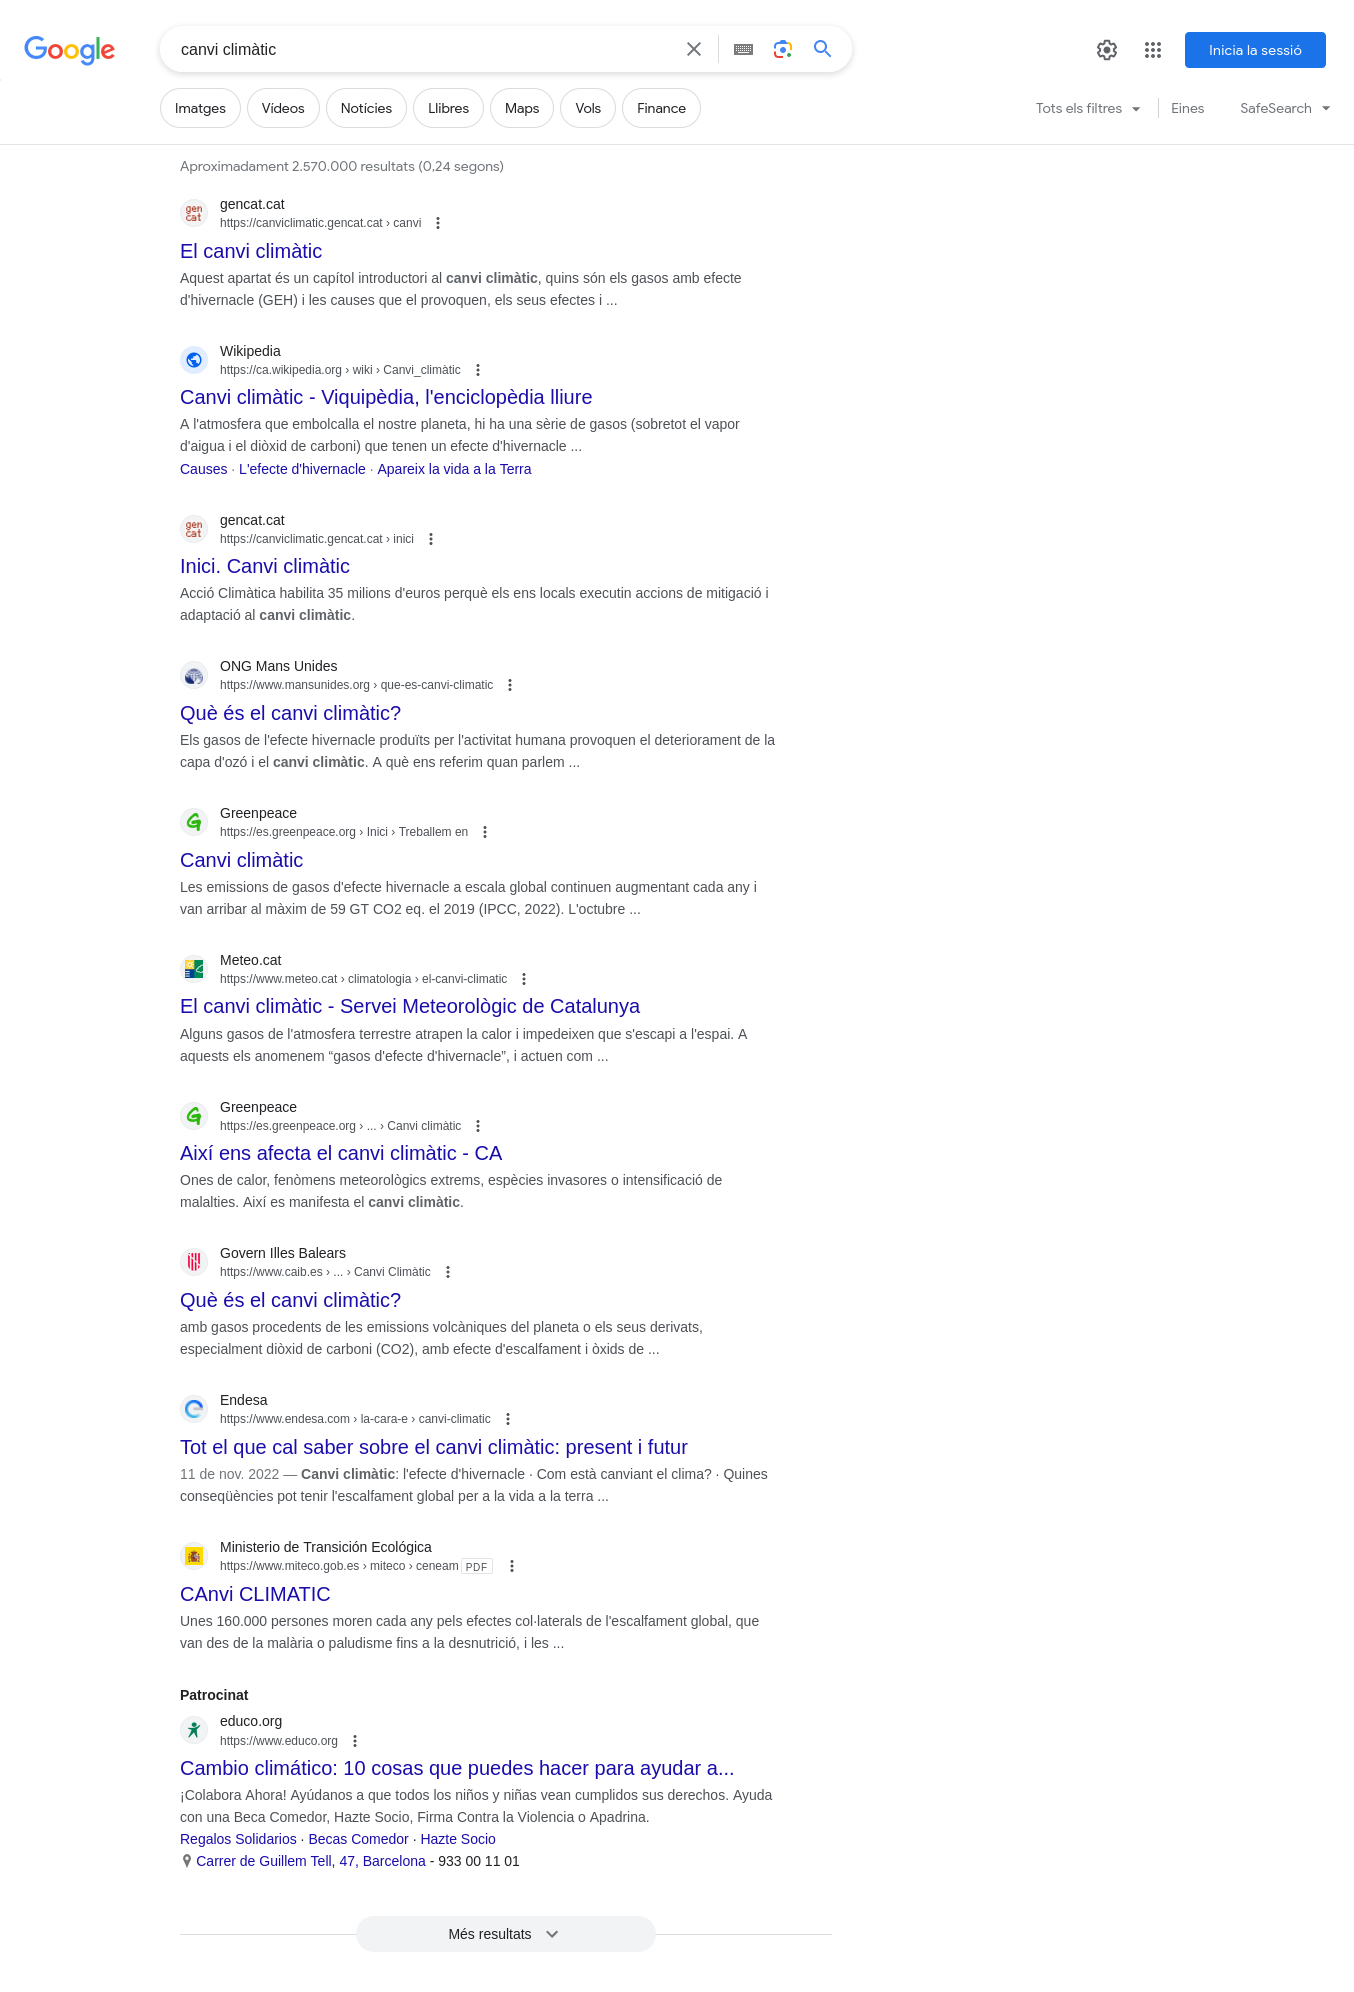 Google
canvi climàtic
Inicia la sessió
Imatges
Vídeos
Notícies
Llibres
Maps
Vols
Finance
Tots els filtres
Eines
SafeSearch
Aproximadament 2.570.000 resultats (0,24 segons)
gen
cat
gencat.cat
https://canviclimatic.gencat.cat › canvi
El canvi climàtic
Aquest apartat és un capítol introductori al canvi climàtic, quins són els gasos amb efecte
d'hivernacle (GEH) i les causes que el provoquen, els seus efectes i ...
Wikipedia
https://ca.wikipedia.org › wiki › Canvi_climàtic
Canvi climàtic - Viquipèdia, l'enciclopèdia lliure
A l'atmosfera que embolcalla el nostre planeta, hi ha una sèrie de gasos (sobretot el vapor
d'aigua i el diòxid de carboni) que tenen un efecte d'hivernacle ...
Causes · L'efecte d'hivernacle · Apareix la vida a la Terra
gen
cat
gencat.cat
https://canviclimatic.gencat.cat › inici
Inici. Canvi climàtic
Acció Climàtica habilita 35 milions d'euros perquè els ens locals executin accions de mitigació i
adaptació al canvi climàtic.
ONG Mans Unides
https://www.mansunides.org › que-es-canvi-climatic
Què és el canvi climàtic?
Els gasos de l'efecte hivernacle produïts per l'activitat humana provoquen el deteriorament de la
capa d'ozó i el canvi climàtic. A què ens referim quan parlem ...
Greenpeace
https://es.greenpeace.org › Inici › Treballem en
Canvi climàtic
Les emissions de gasos d'efecte hivernacle a escala global continuen augmentant cada any i
van arribar al màxim de 59 GT CO2 eq. el 2019 (IPCC, 2022). L'octubre ...
Meteo.cat
https://www.meteo.cat › climatologia › el-canvi-climatic
El canvi climàtic - Servei Meteorològic de Catalunya
Alguns gasos de l'atmosfera terrestre atrapen la calor i impedeixen que s'escapi a l'espai. A
aquests els anomenem “gasos d'efecte d'hivernacle”, i actuen com ...
Greenpeace
https://es.greenpeace.org › ... › Canvi climàtic
Així ens afecta el canvi climàtic - CA
Ones de calor, fenòmens meteorològics extrems, espècies invasores o intensificació de
malalties. Així es manifesta el canvi climàtic.
Govern Illes Balears
https://www.caib.es › ... › Canvi Climàtic
Què és el canvi climàtic?
amb gasos procedents de les emissions volcàniques del planeta o els seus derivats,
especialment diòxid de carboni (CO2), amb efecte d'escalfament i òxids de ...
Endesa
https://www.endesa.com › la-cara-e › canvi-climatic
Tot el que cal saber sobre el canvi climàtic: present i futur
11 de nov. 2022 — Canvi climàtic: l'efecte d'hivernacle · Com està canviant el clima? · Quines
conseqüències pot tenir l'escalfament global per a la vida a la terra ...
Ministerio de Transición Ecológica
https://www.miteco.gob.es › miteco › ceneam PDF
CAnvi CLIMATIC
Unes 160.000 persones moren cada any pels efectes col·laterals de l'escalfament global, que
van des de la malària o paludisme fins a la desnutrició, i les ...
Patrocinat
educo.org
https://www.educo.org
Cambio climático: 10 cosas que puedes hacer para ayudar a...
¡Colabora Ahora! Ayúdanos a que todos los niños y niñas vean cumplidos sus derechos. Ayuda
con una Beca Comedor, Hazte Socio, Firma Contra la Violencia o Apadrina.
Regalos Solidarios · Becas Comedor · Hazte Socio
Carrer de Guillem Tell, 47, Barcelona - 933 00 11 01
Més resultats